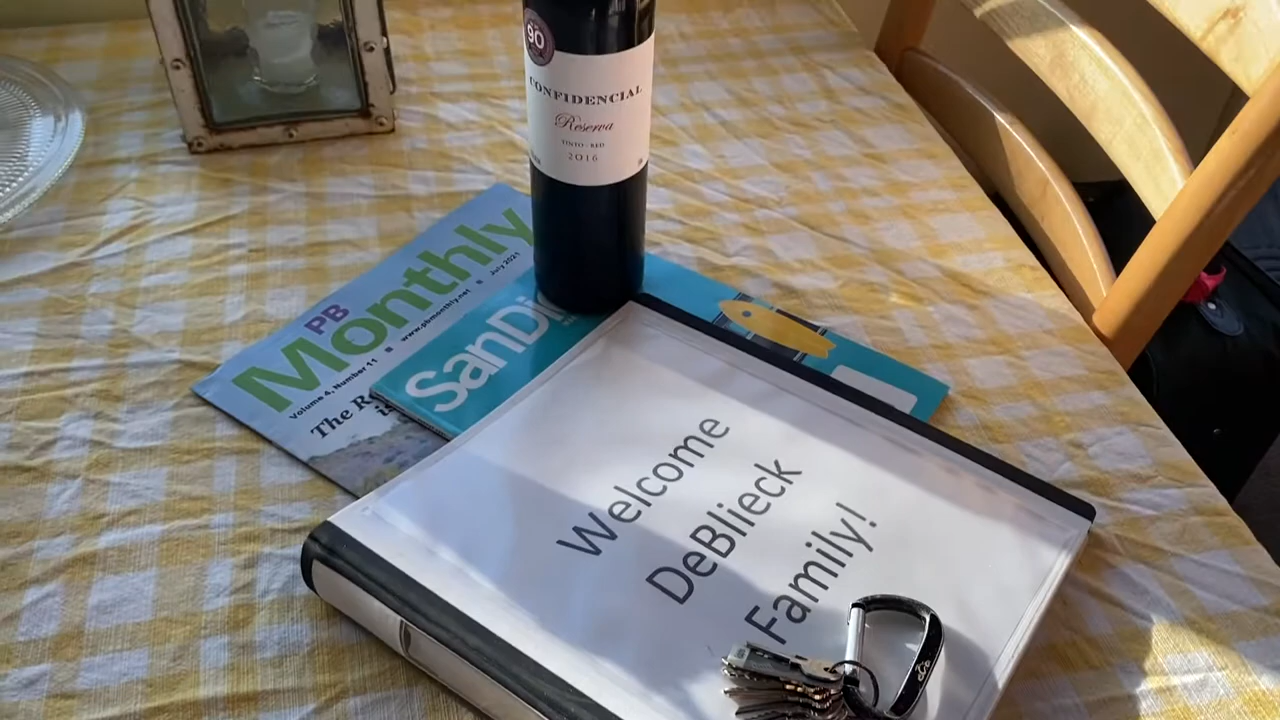 90
CONFIDENCIAL
Reserva
TINTO - RED
2016
PB
Monthly
Volume 4, Number 11 ■ www.pbmonthly.net ■ July 2021
The R
SanDi
Welcome
DeBlieck
Family!